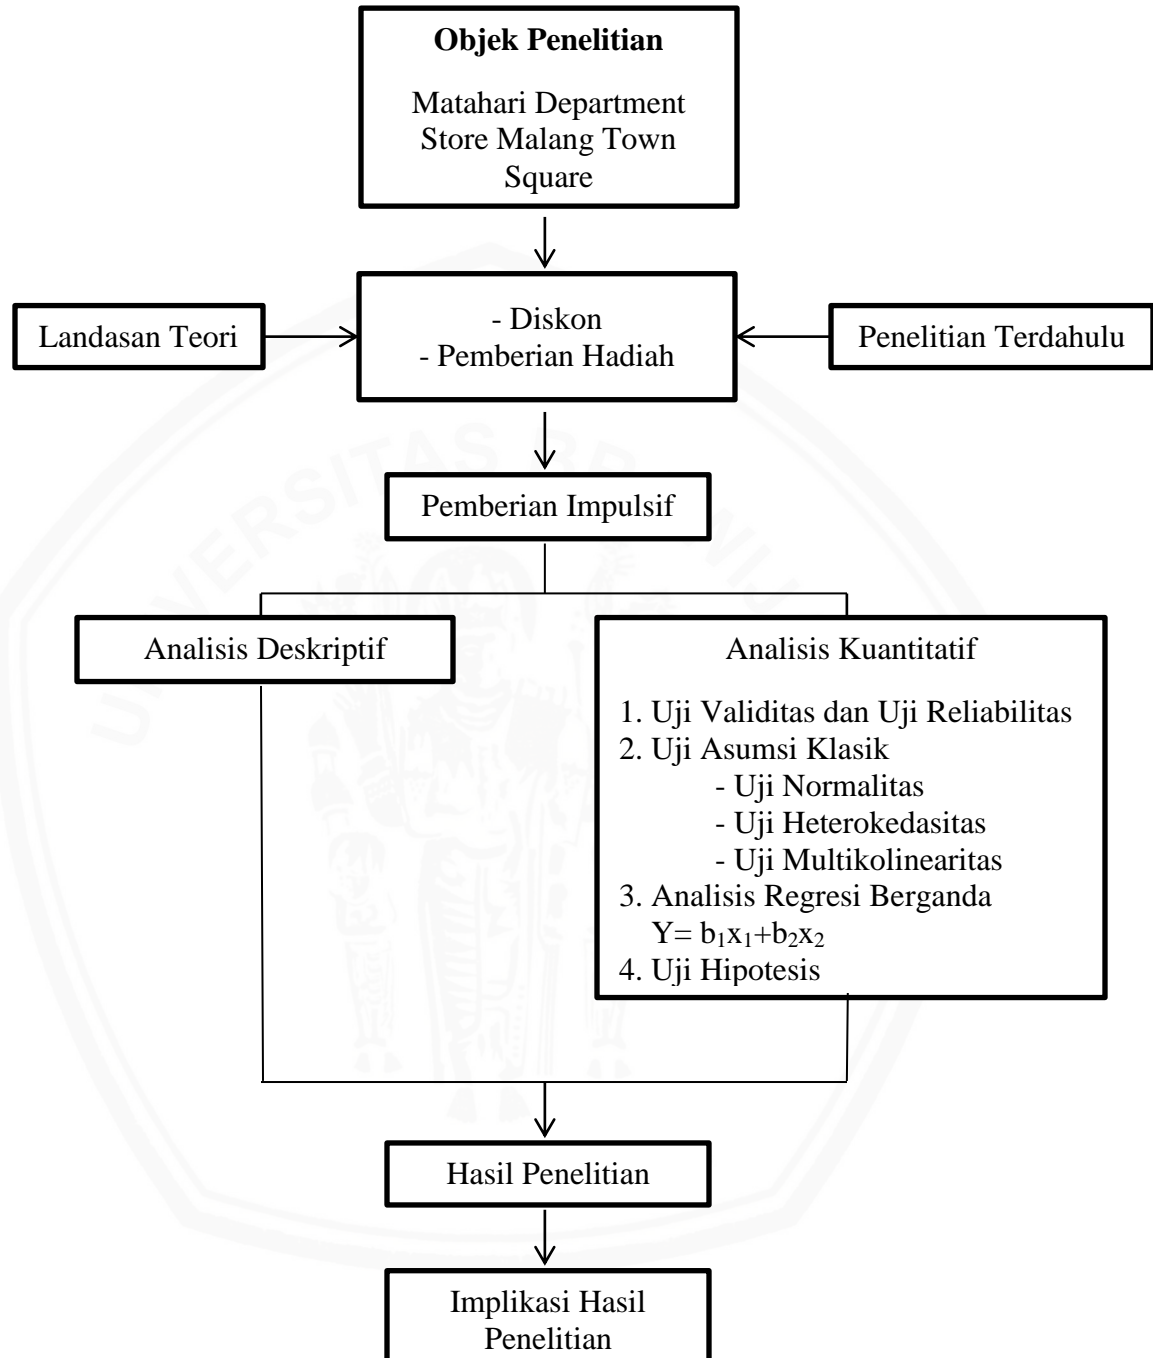 Objek Penelitian
Matahari Department
Store Malang Town
Square
Landasan Teori
- Diskon
- Pemberian Hadiah
Penelitian Terdahulu
Pemberian Impulsif
Analisis Deskriptif
Analisis Kuantitatif
1. Uji Validitas dan Uji Reliabilitas
2. Uji Asumsi Klasik
- Uji Normalitas
- Uji Heterokedasitas
- Uji Multikolinearitas
3. Analisis Regresi Berganda
Y= b₁x₁+b₂x₂
4. Uji Hipotesis
Hasil Penelitian
Implikasi Hasil
Penelitian